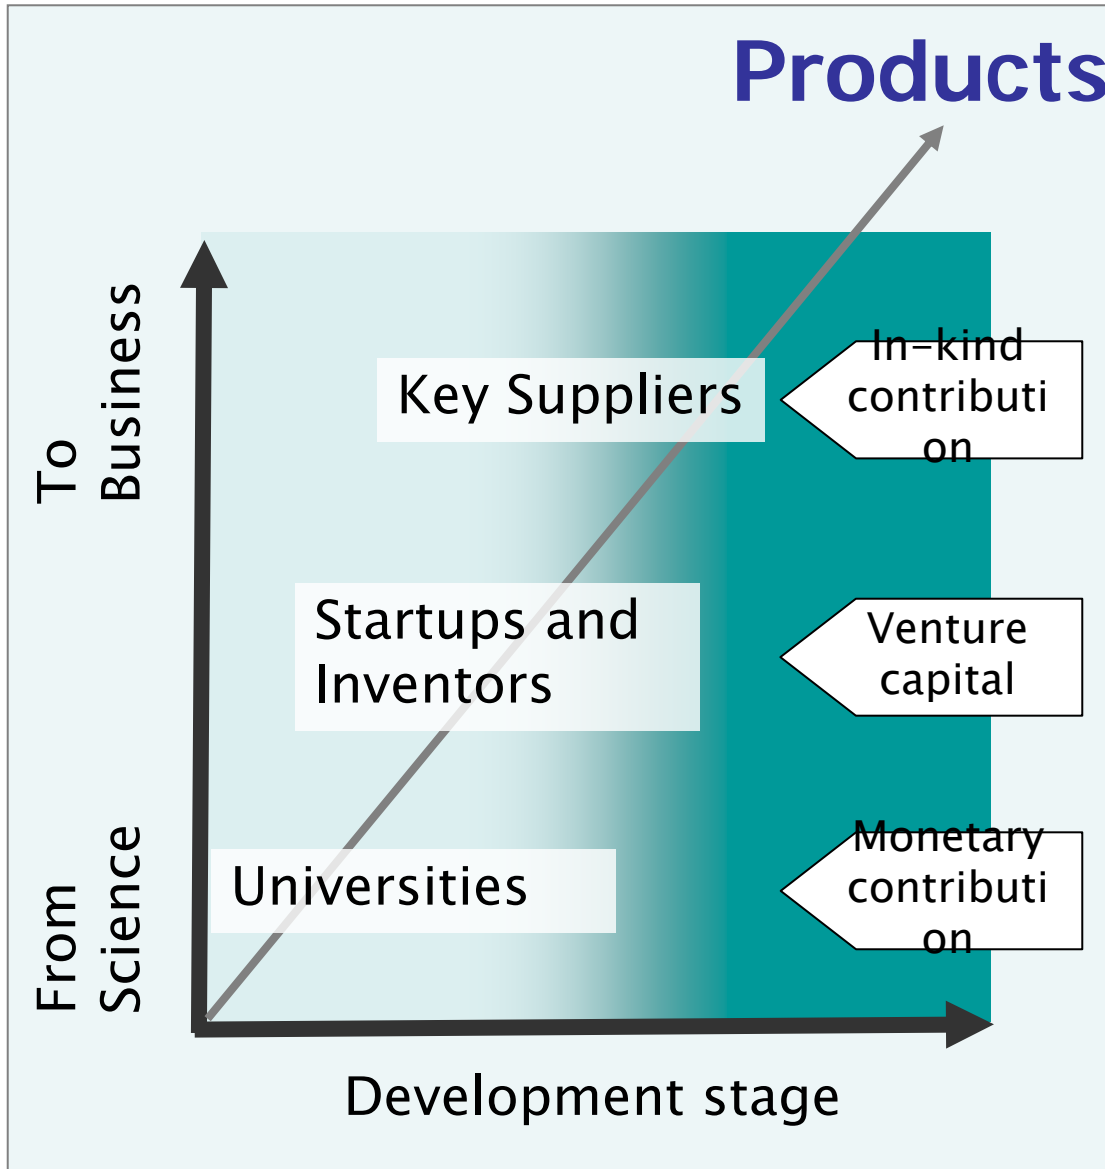 Products
To
Business
In-kind
contributi
on
Key Suppliers
Startups and
Inventors
Venture
capital
From
Science
Universities
Monetary
contributi
on
Development stage